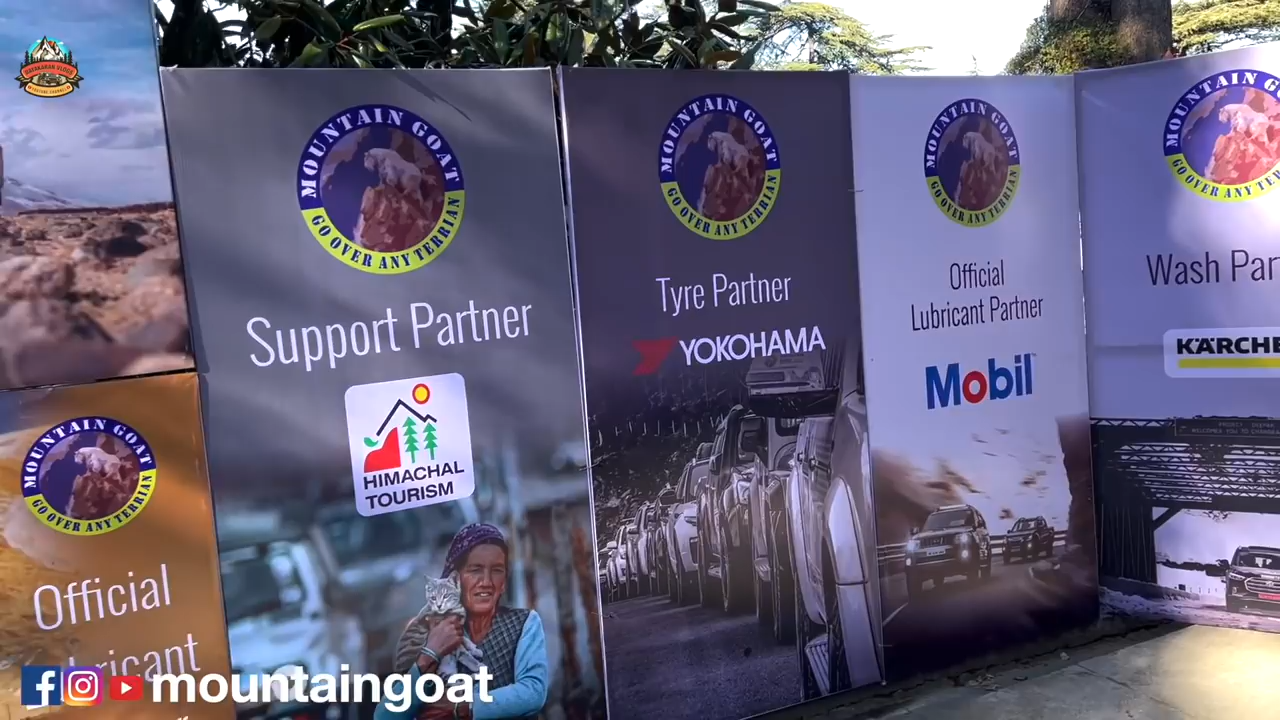 MOUNTAIN GOAT
GO OVER ANY TERRIAN
Support Partner
HIMACHAL
TOURISM
MOUNTAIN GOAT
GO OVER ANY TERRIAN
Tyre Partner
YOKOHAMA
MOUNTAIN GOAT
GO OVER ANY TERRIAN
Official
Lubricant Partner
Mobil
MOUNTAIN GOAT
GO OVER ANY
Wash Par
KÄRCHE
MOUNTAIN GOAT
GO OVER ANY TERRIAN
Official
mountaingoat